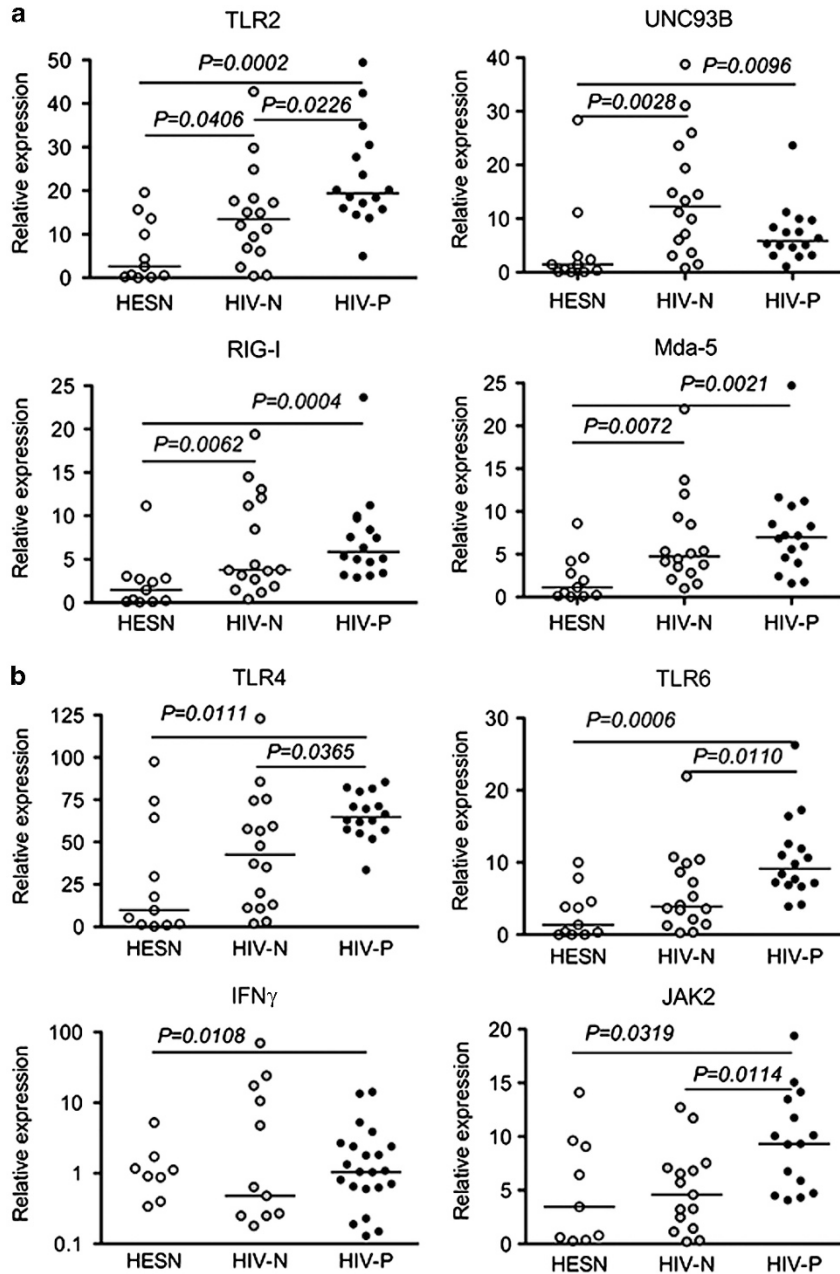 a
TLR2
Relative expression
50
40
30
20
10
0
P=0.0002
P=0.0226
P=0.0406
HESN HIV-N HIV-P
UNC93B
Relative expression
40
30
20
10
0
P=0.0096
P=0.0028
HESN HIV-N HIV-P
RIG-I
Relative expression
25
20
15
10
5
0
P=0.0004
P=0.0062
HESN HIV-N HIV-P
Mda-5
Relative expression
25
20
15
10
5
0
P=0.0021
P=0.0072
HESN HIV-N HIV-P
b
TLR4
Relative expression
125
100
75
50
25
0
P=0.0111
P=0.0365
HESN HIV-N HIV-P
TLR6
Relative expression
30
20
10
0
P=0.0006
P=0.0110
HESN HIV-N HIV-P
IFNγ
Relative expression
100
10
1
0.1
P=0.0108
HESN HIV-N HIV-P
JAK2
Relative expression
20
15
10
5
0
P=0.0319
P=0.0114
HESN HIV-N HIV-P